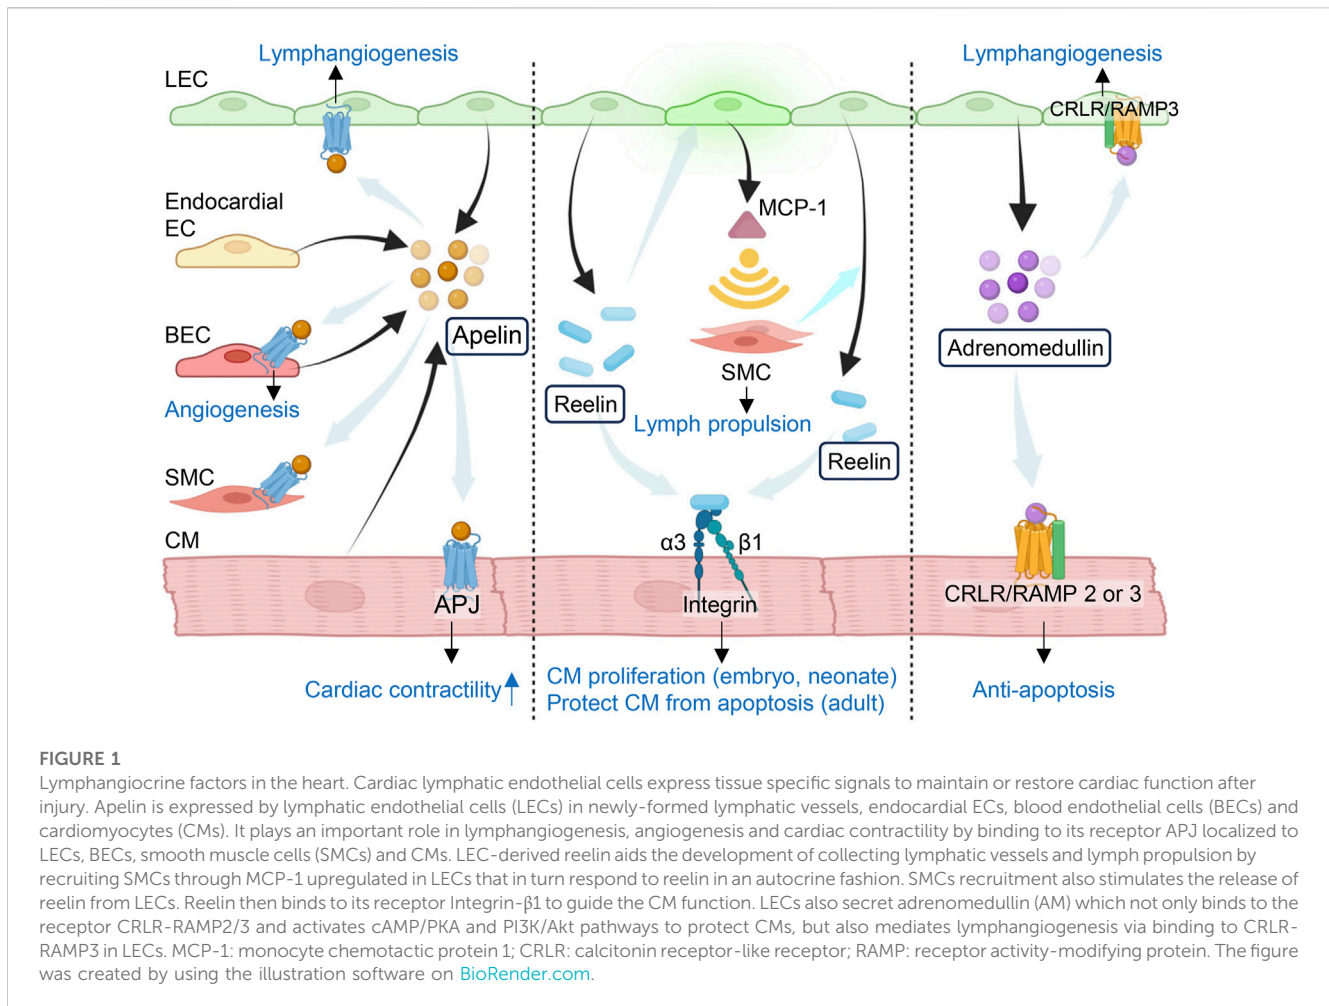 Lymphangiogenesis
Lymphangiogenesis
LEC
CRLR/RAMP3
Endocardial
EC
MCP-1
BEC
Apelin
Adrenomedullin
SMC
Reelin
Angiogenesis
Lymph propulsion
Reelin
SMC
CM
α3
β1
APJ
Integrin
CRLR/RAMP 2 or 3
Cardiac contractility
CM proliferation (embryo, neonate)
Protect CM from apoptosis (adult)
Anti-apoptosis
FIGURE 1
Lymphangiocrine factors in the heart. Cardiac lymphatic endothelial cells express tissue specific signals to maintain or restore cardiac function after
injury. Apelin is expressed by lymphatic endothelial cells (LECs) in newly-formed lymphatic vessels, endocardial ECs, blood endothelial cells (BECs) and
cardiomyocytes (CMs). It plays an important role in lymphangiogenesis, angiogenesis and cardiac contractility by binding to its receptor APJ localized to
LECs, BECs, smooth muscle cells (SMCs) and CMs. LEC-derived reelin aids the development of collecting lymphatic vessels and lymph propulsion by
recruiting SMCs through MCP-1 upregulated in LECs that in turn respond to reelin in an autocrine fashion. SMCs recruitment also stimulates the release of
reelin from LECs. Reelin then binds to its receptor Integrin-β1 to guide the CM function. LECs also secret adrenomedullin (AM) which not only binds to the
receptor CRLR-RAMP2/3 and activates cAMP/PKA and PI3K/Akt pathways to protect CMs, but also mediates lymphangiogenesis via binding to CRLR-
RAMP3 in LECs. MCP-1: monocyte chemotactic protein 1; CRLR: calcitonin receptor-like receptor; RAMP: receptor activity-modifying protein. The figure
was created by using the illustration software on BioRender.com.